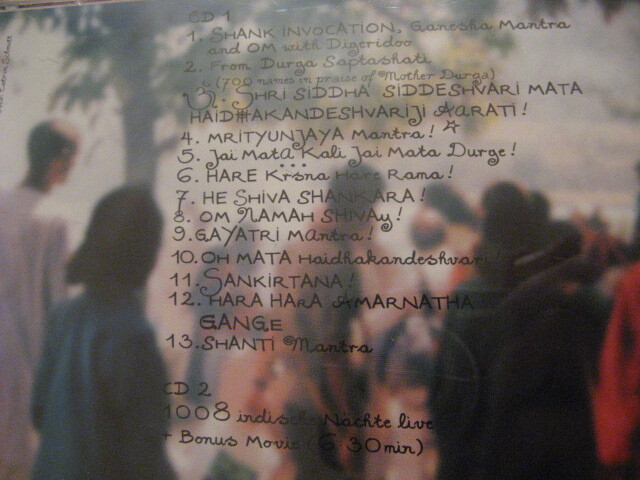 CD 1
1. SHANK INVOCATION, Ganesha Mantra
and OM with Digeridoo
2. From Durga Saptashati
(700 names in praise of Mother Durga)
SHRI SIDDHA SIDDESHVARI MATA
HAIDHAKANDESHVARIJI AARATI!
4. MRITYUNJAYA Mantra! ☆
5. Jai MatA Kali Jai Mata Durge!
6. HARE Krsna Hare Rama!
7. HE SHIVA SHANKARA!
8. OM NAMAH SHIVAy!
9. GAYATRI Mantra!
10. OH MATA Haidhakandeshvari!
11. SANKIRTANA!
12. HARA HARA AMARNATHA
GANGE
13. SHANTI Mantra
CD 2
1008 indische Nächte live
+ Bonus Movie (6:30min)